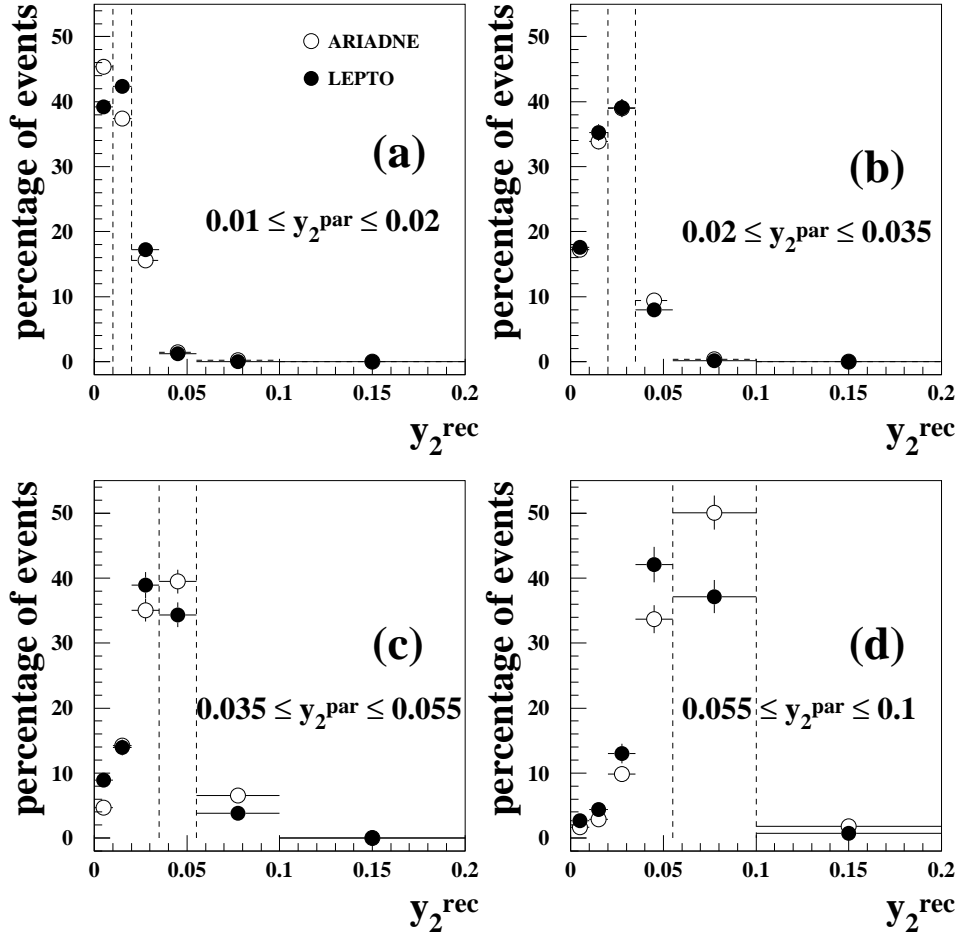 percentage of events
50
40
30
20
10
0
ARIADNE
LEPTO
(a)
0.01 ≤ y₂ᵖᵃʳ ≤ 0.02
0 0.05 0.1 0.15 0.2
y₂ʳᵉᶜ
percentage of events
50
40
30
20
10
0
(b)
0.02 ≤ y₂ᵖᵃʳ ≤ 0.035
0 0.05 0.1 0.15 0.2
y₂ʳᵉᶜ
percentage of events
50
40
30
20
10
0
(c)
0.035 ≤ y₂ᵖᵃʳ ≤ 0.055
0 0.05 0.1 0.15 0.2
y₂ʳᵉᶜ
percentage of events
50
40
30
20
10
0
(d)
0.055 ≤ y₂ᵖᵃʳ ≤ 0.1
0 0.05 0.1 0.15 0.2
y₂ʳᵉᶜ